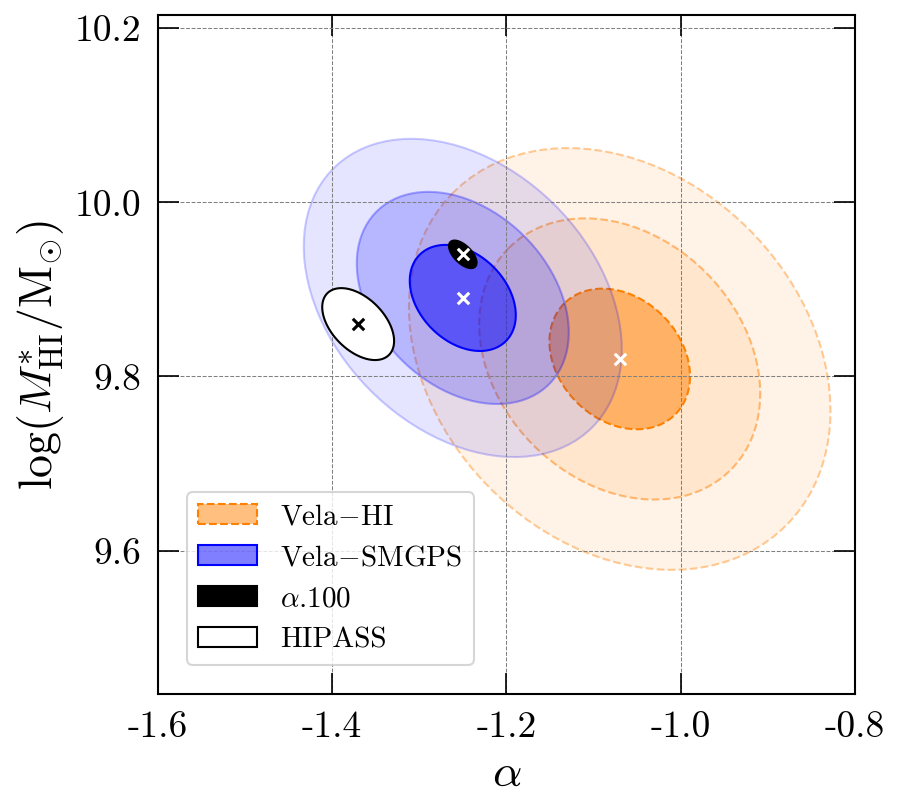 10.2
10.0
9.8
9.6
log(M*HI/M⊙)
Vela−HI
Vela−SMGPS
α.100
HIPASS
-1.6 -1.4 -1.2 -1.0 -0.8
α